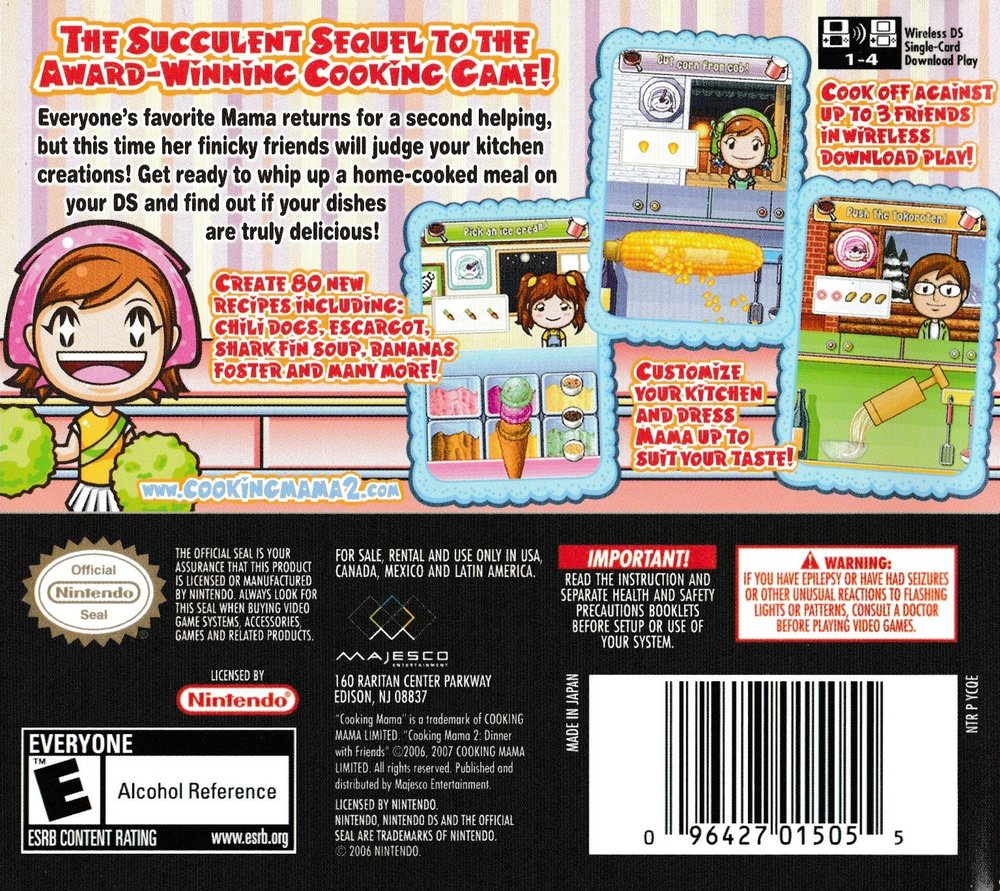 THE SUCCULENT SEQUEL TO THE
AWARD-WINNING COOKING GAME!
Everyone's favorite Mama returns for a second helping,
but this time her finicky friends will judge your kitchen
creations! Get ready to whip up a home-cooked meal on
your DS and find out if your dishes
are truly delicious!
CREATE 80 NEW
RECIPES INCLUDING:
CHILI DOGS, ESCARGOT,
SHARK FIN SOUP, BANANAS
FOSTER AND MANY MORE!
www.COOKINGMAMA2.com
Pick an ice cream!
Cut corn from cob!
Wireless DS
Single-Card
Download Play
1-4
COOK OFF AGAINST
UP TO 3 FRIENDS
IN WIRELESS
DOWNLOAD PLAY!
Push the Tokoroten!
CUSTOMIZE
YOUR KITCHEN
AND DRESS
MAMA UP TO
SUIT YOUR TASTE!
Official
Nintendo
Seal
®
THE OFFICIAL SEAL IS YOUR
ASSURANCE THAT THIS PRODUCT
IS LICENSED OR MANUFACTURED
BY NINTENDO. ALWAYS LOOK FOR
THIS SEAL WHEN BUYING VIDEO
GAME SYSTEMS, ACCESSORIES,
GAMES AND RELATED PRODUCTS.
LICENSED BY
Nintendo®
EVERYONE
TM
E
Alcohol Reference
ESRB CONTENT RATING www.esrb.org
FOR SALE, RENTAL AND USE ONLY IN USA,
CANADA, MEXICO AND LATIN AMERICA.
MAJESCO
ENTERTAINMENT
160 RARITAN CENTER PARKWAY
EDISON, NJ 08837
"Cooking Mama" is a trademark of COOKING
MAMA LIMITED. "Cooking Mama 2: Dinner
with Friends" ©2006, 2007 COOKING MAMA
LIMITED. All rights reserved. Published and
distributed by Majesco Entertainment.
LICENSED BY NINTENDO.
NINTENDO, NINTENDO DS AND THE OFFICIAL
SEAL ARE TRADEMARKS OF NINTENDO.
© 2006 NINTENDO.
IMPORTANT!
READ THE INSTRUCTION AND
SEPARATE HEALTH AND SAFETY
PRECAUTIONS BOOKLETS
BEFORE SETUP OR USE OF
YOUR SYSTEM.
WARNING:
IF YOU HAVE EPILEPSY OR HAVE HAD SEIZURES
OR OTHER UNUSUAL REACTIONS TO FLASHING
LIGHTS OR PATTERNS, CONSULT A DOCTOR
BEFORE PLAYING VIDEO GAMES.
MADE IN JAPAN
0 96427 01505 5
NTR P YCQE